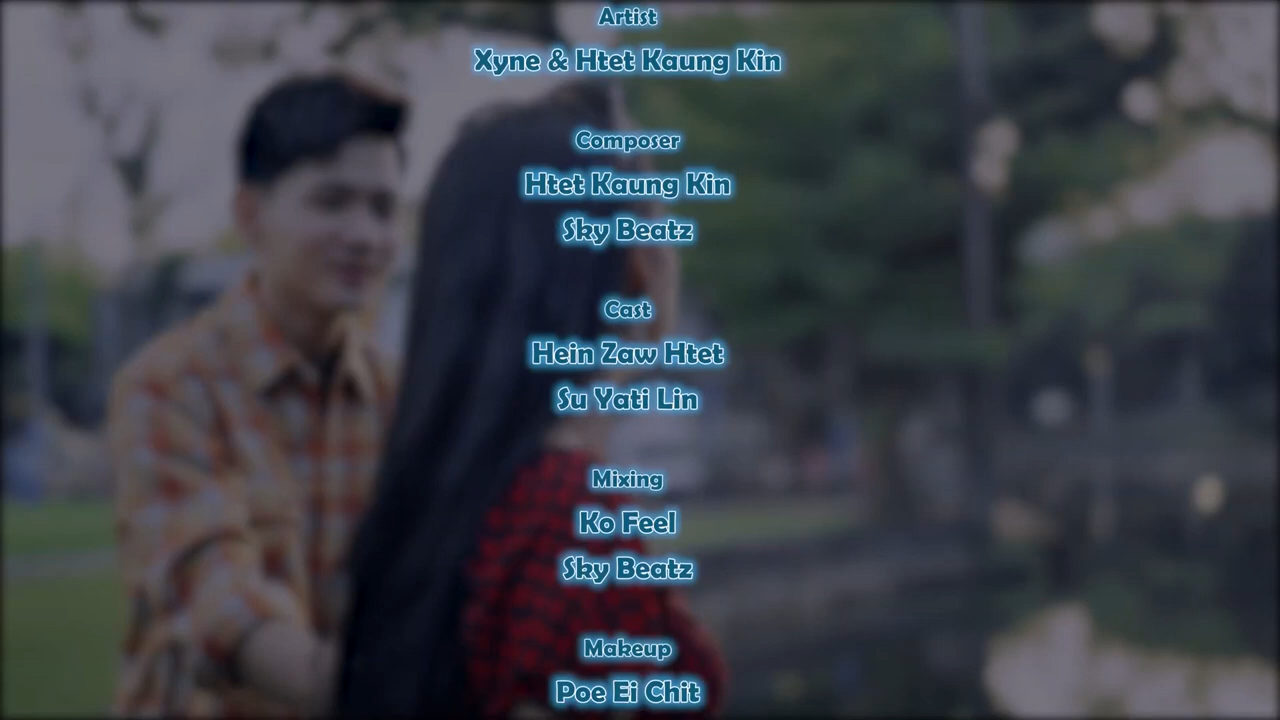 Artist
Xyne & Htet Kaung Kin
Composer
Htet Kaung Kin
Sky Beatz
Cast
Hein Zaw Htet
Su Yati Lin
Mixing
Ko Feel
Sky Beatz
Makeup
Poe Ei Chit